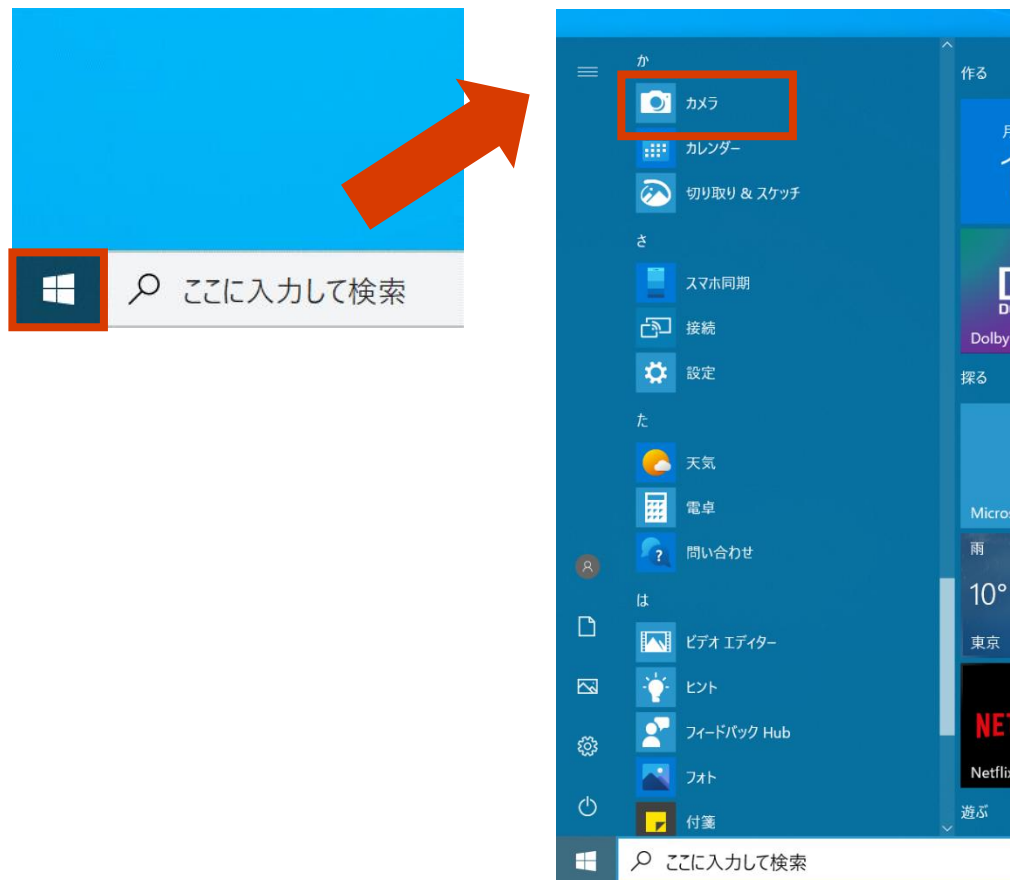 ここに入力して検索
か
カメラ
カレンダー
切り取り & スケッチ
さ
スマホ同期
接続
設定
た
天気
電卓
問い合わせ
は
ビデオ エディター
ヒント
フィードバック Hub
フォト
付箋
ここに入力して検索
作る
Dolby
探る
雨
10°
東京
Netflix
遊ぶ